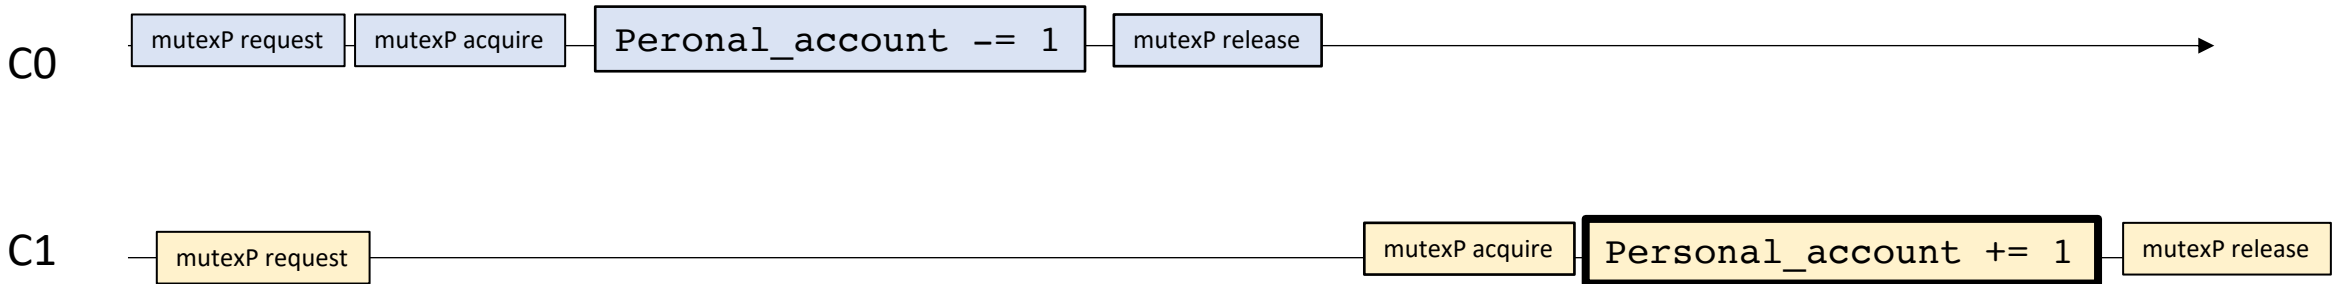 C0
mutexP request
mutexP acquire
Peronal_account -= 1
mutexP release
C1
mutexP request
mutexP acquire
Personal_account += 1
mutexP release